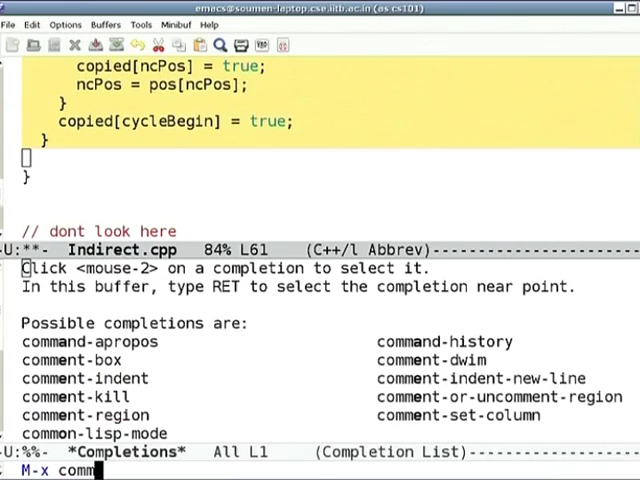 emacs@soumen-laptop.cse.iitb.ac.in (as cs101)
File Edit Options Buffers Tools Minibuf Help
copied[ncPos] = true;
ncPos = pos[ncPos];
}
copied[cycleBegin] = true;
}
}
// dont look here
-U:**- Indirect.cpp 84% L61 (C++/l Abbrev)
Click <mouse-2> on a completion to select it.
In this buffer, type RET to select the completion near point.
Possible completions are:
command-apropos command-history
comment-box comment-dwim
comment-indent comment-indent-new-line
comment-kill comment-or-uncomment-region
comment-region comment-set-column
common-lisp-mode
-U:%%- *Completions* All L1 (Completion List)
M-x comm